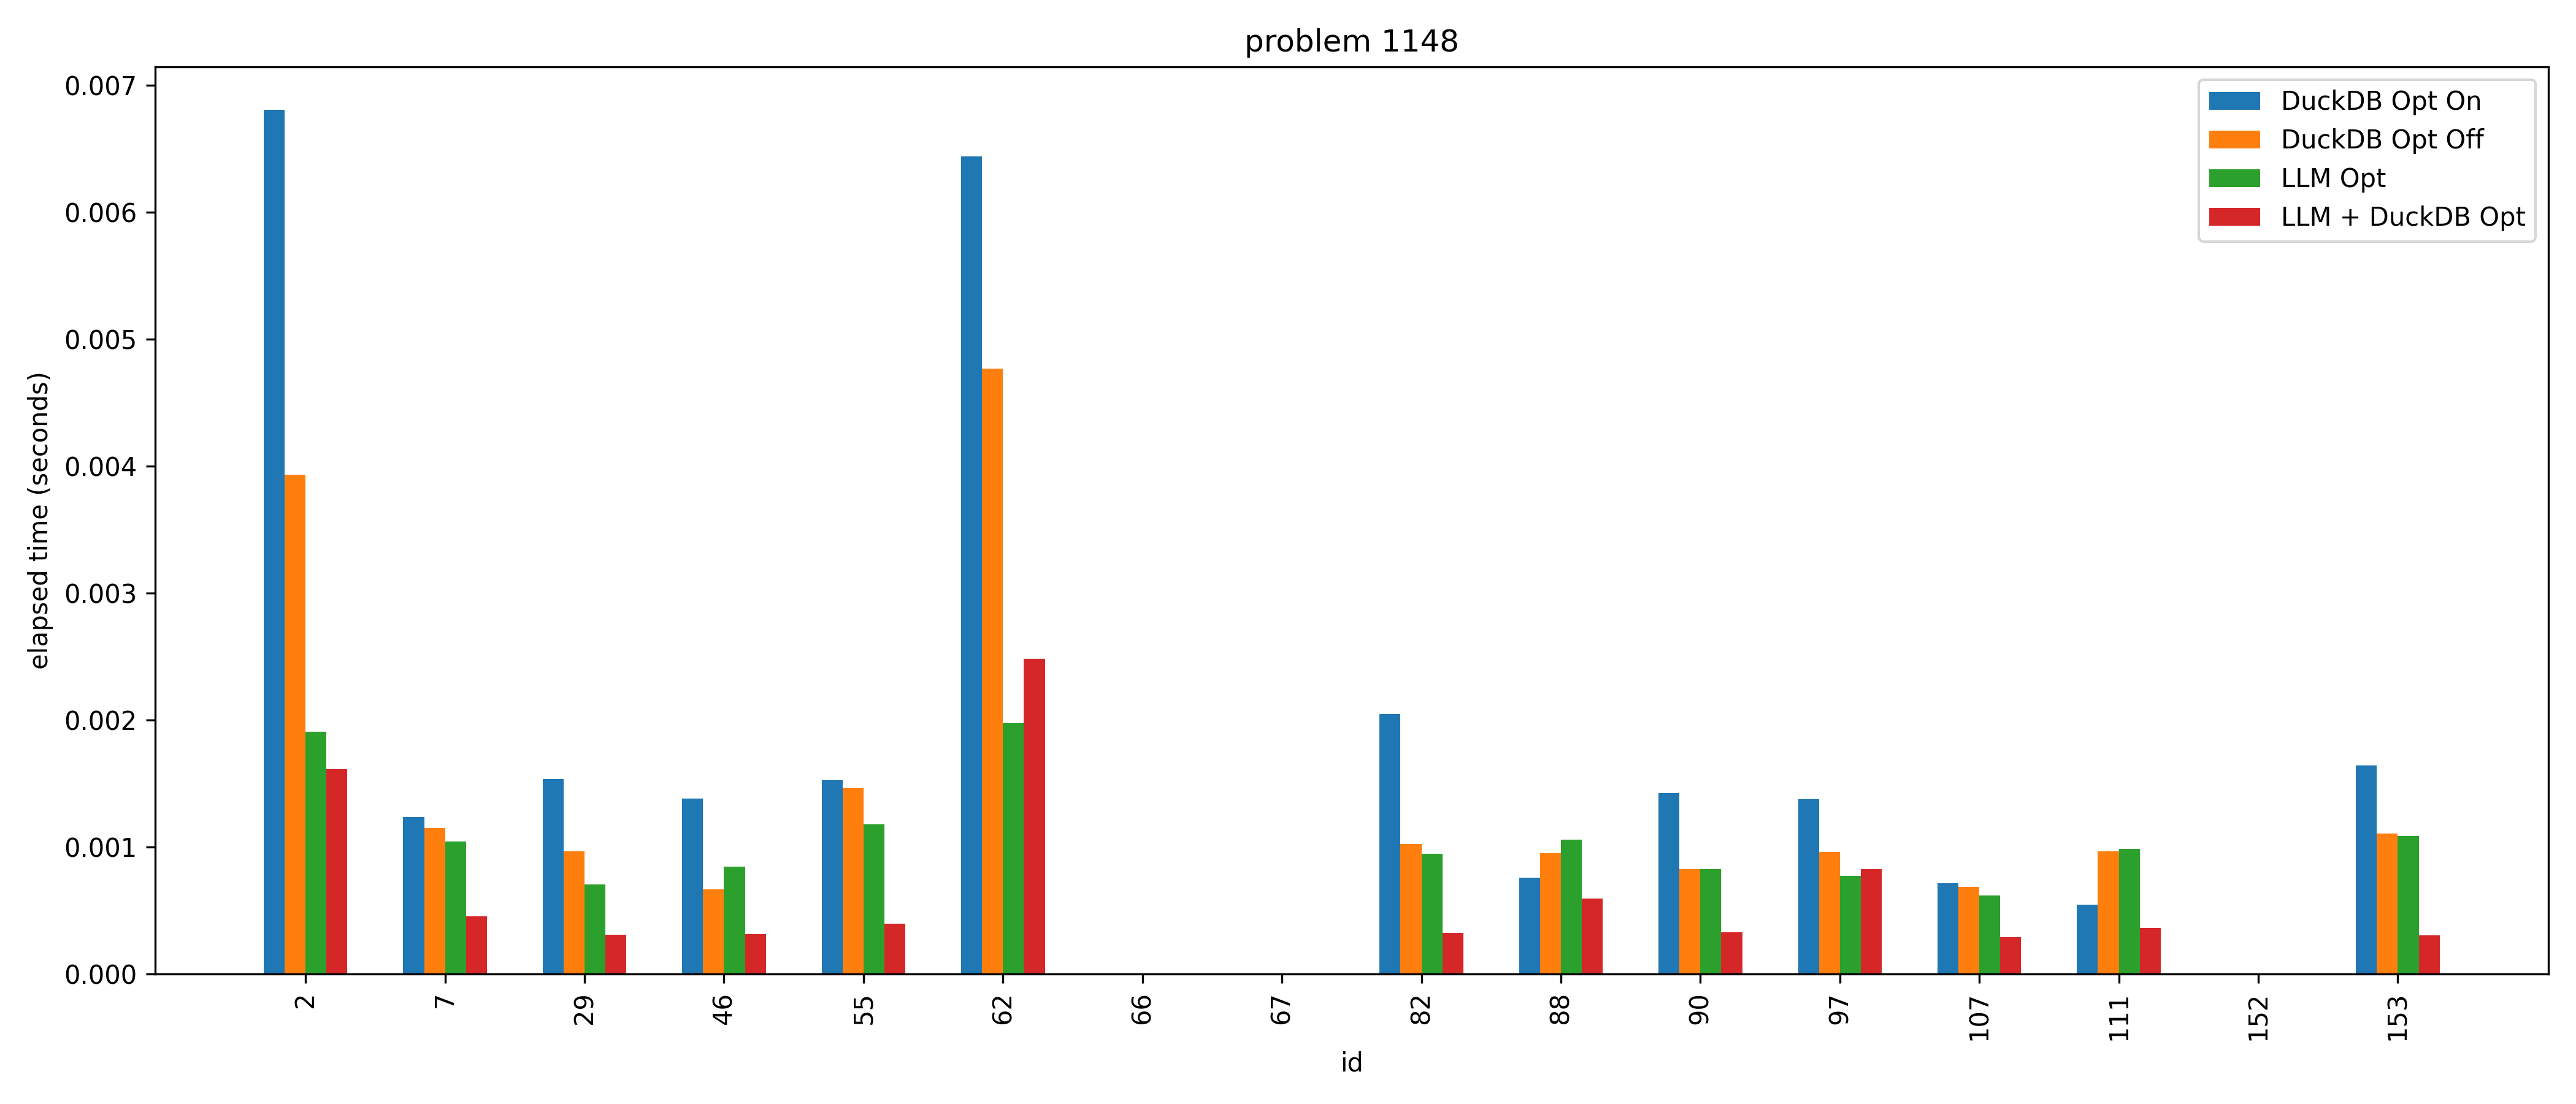 problem 1148
DuckDB Opt On
DuckDB Opt Off
LLM Opt
LLM + DuckDB Opt
elapsed time (seconds)
0.007
0.006
0.005
0.004
0.003
0.002
0.001
0.000
2 7 29 46 55 62 66 67 82 88 90 97 107 111 152 153
id